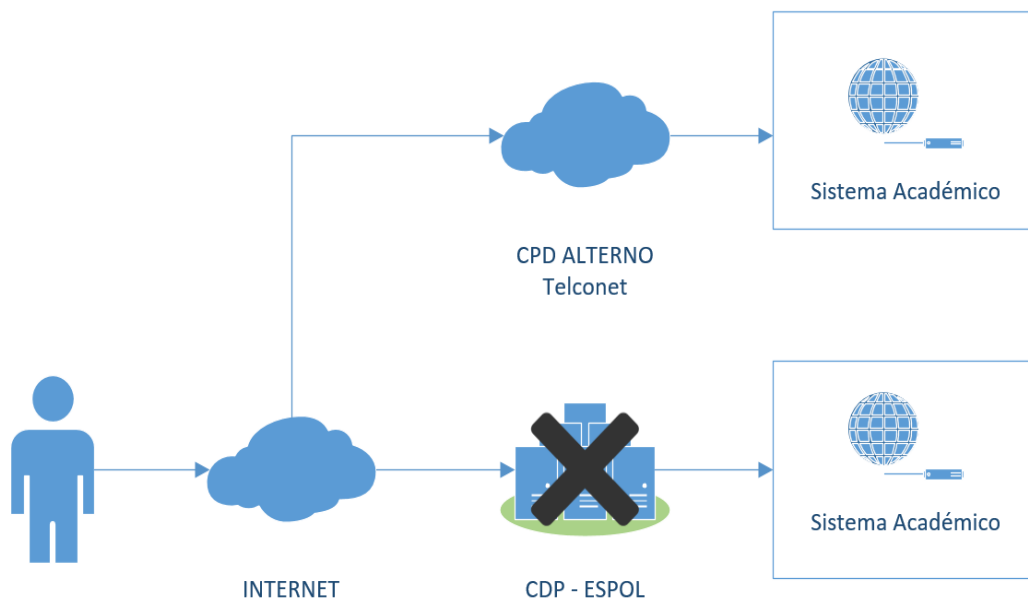 Sistema Académico
CPD ALTERNO
Telconet
Sistema Académico
INTERNET
CDP - ESPOL